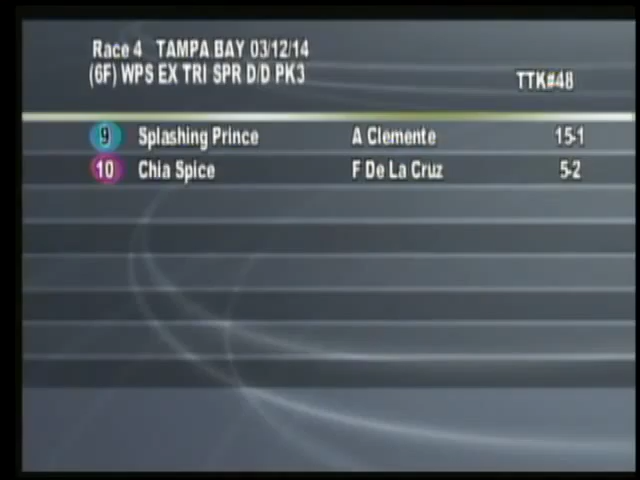 Race 4 TAMPA BAY 03/12/14
(6F) WPS EX TRI SPR D/D PK3
TTK#48
9 Splashing Prince A Clemente 15-1
10 Chia Spice F De La Cruz 5-2